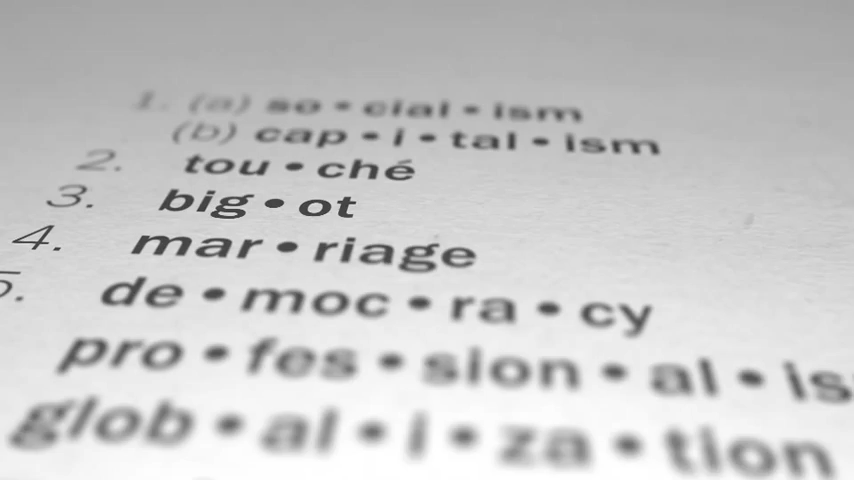 1. (a) so • cial • ism
(b) cap • i • tal • ism
2. tou • ché
3. big • ot
4. mar • riage
5. de • moc • ra • cy
pro • fes • sion • al • is
glob • al • i • za • tion